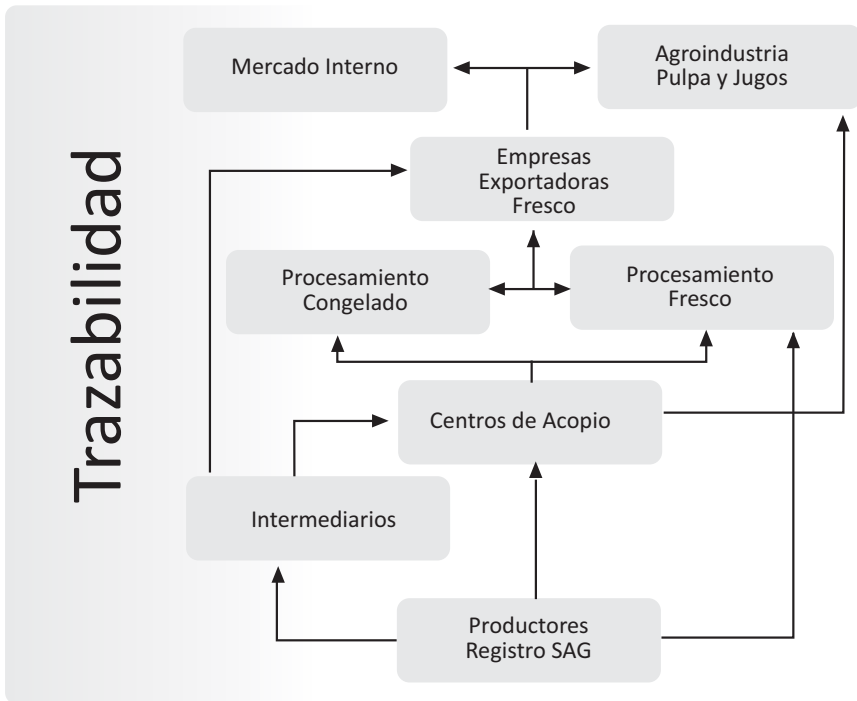 Trazabilidad
Mercado Interno
Agroindustria
Pulpa y Jugos
Empresas
Exportadoras
Fresco
Procesamiento
Congelado
Procesamiento
Fresco
Centros de Acopio
Intermediarios
Productores
Registro SAG